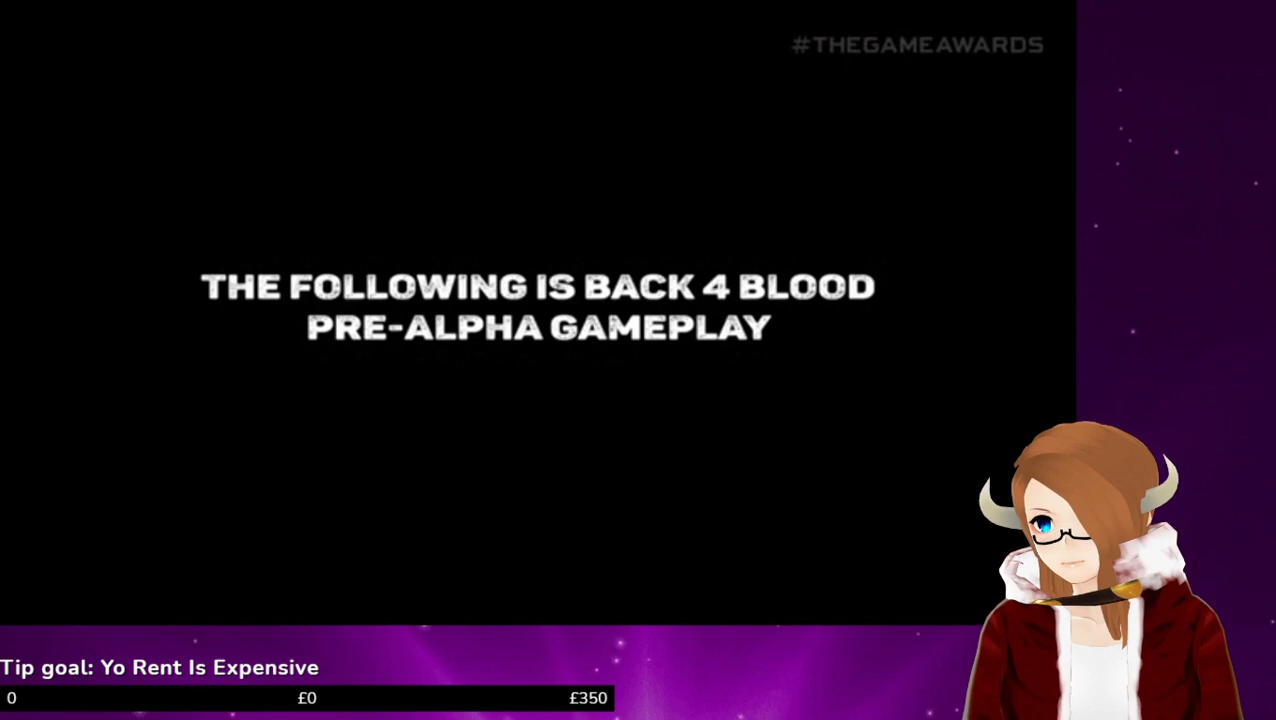 #THEGAMEAWARDS
THE FOLLOWING IS BACK 4 BLOOD
PRE-ALPHA GAMEPLAY
Tip goal: Yo Rent Is Expensive
0 £0 £350